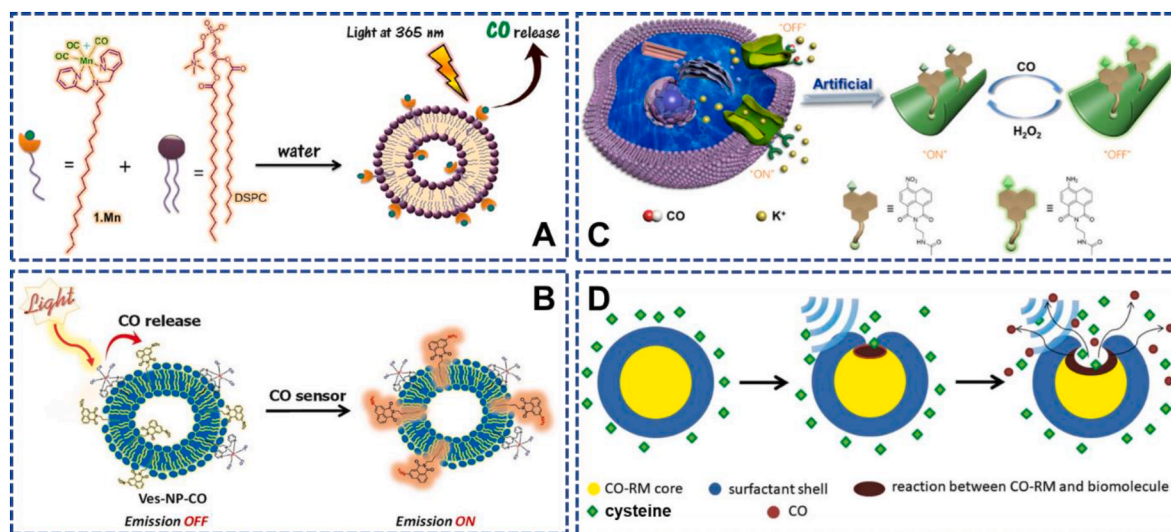 OC
+
CO
OC
Mn
N
N
N
=
+
=
1.Mn
DSPC
water
Light at 365 nm
CO release
A
"OFF"
K⁺
Artificial
"ON"
CO
H₂O₂
"ON"
"OFF"
CO
K⁺
≡
NO₂
O
N
O
HN
O
≡
NH₂
O
N
O
HN
O
C
Light
CO release
B
CO sensor
Ves-NP-CO
Emission OFF
Emission ON
D
CO-RM core
surfactant shell
reaction between CO-RM and biomolecule
cysteine
CO